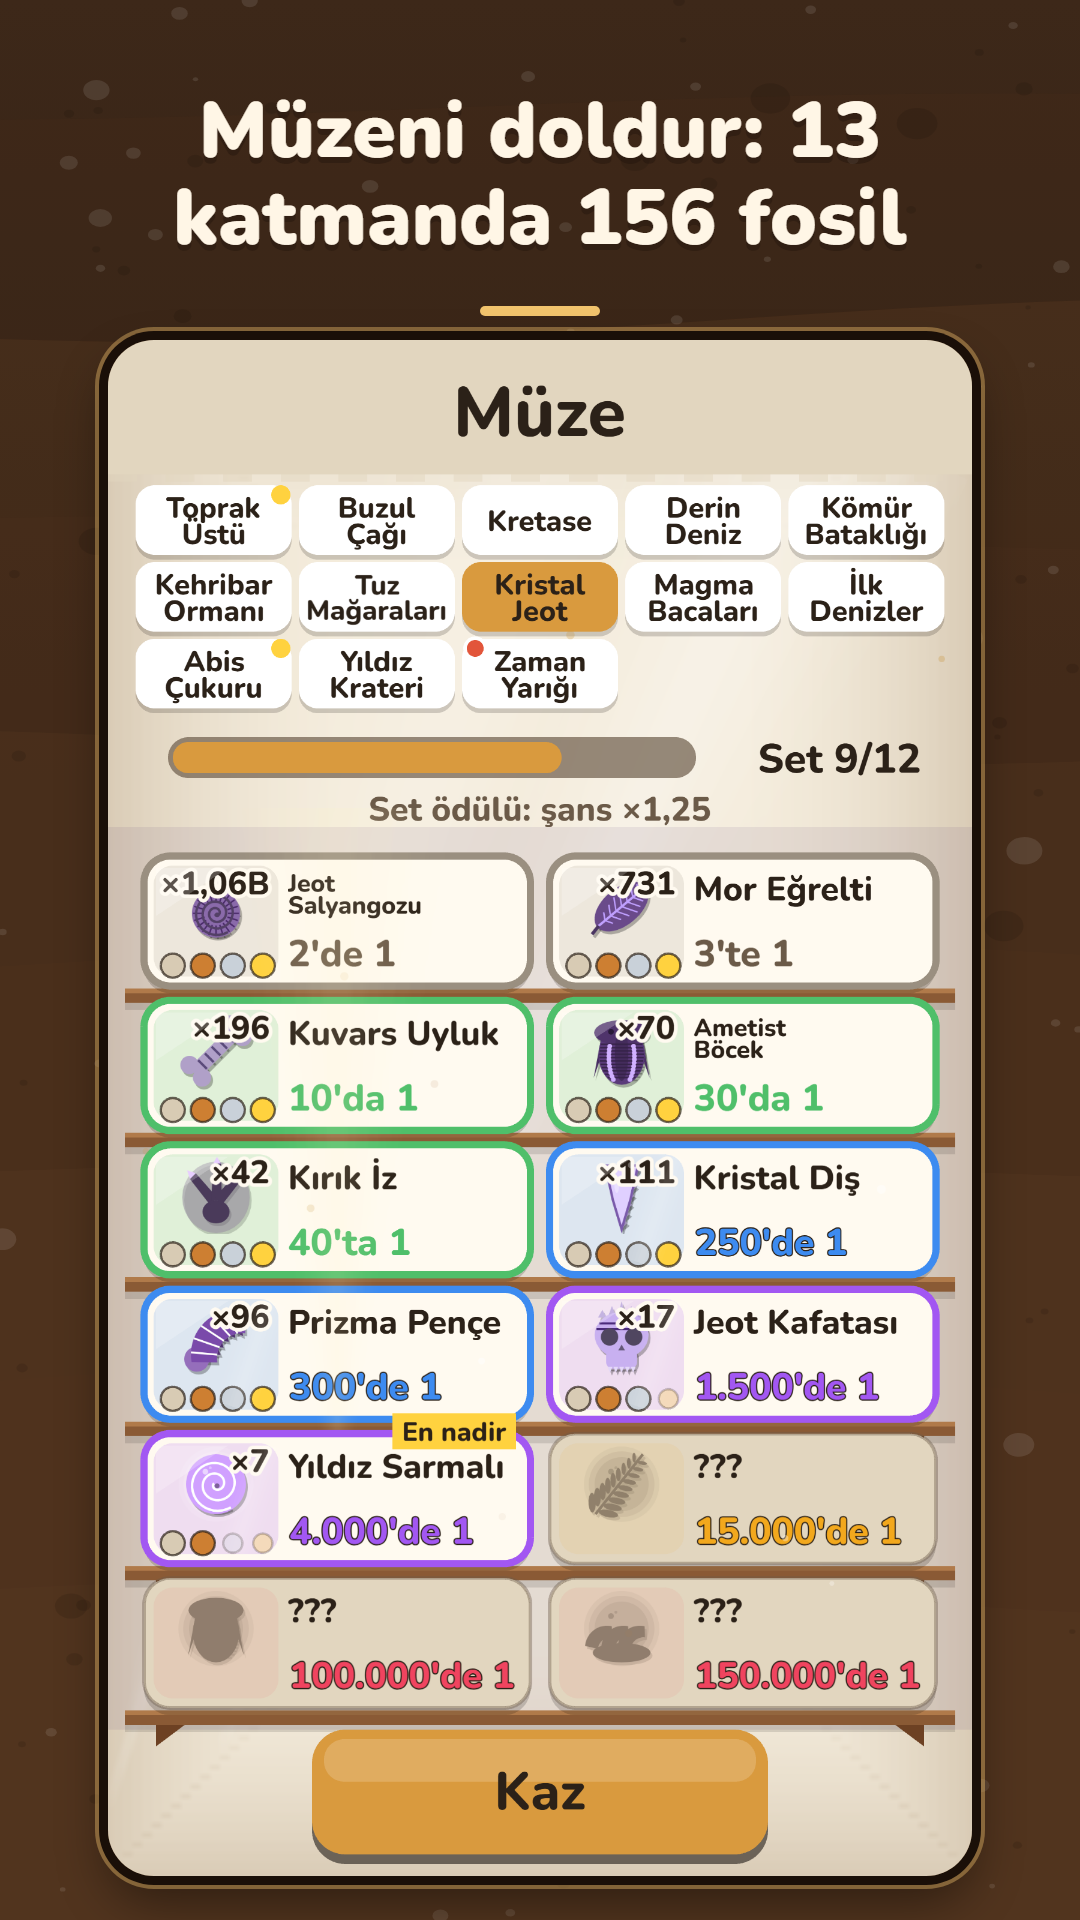 Müzeni doldur: 13
katmanda 156 fosil
Müze
Toprak
Üstü
Buzul
Çağı
Kretase
Derin
Deniz
Kömür
Bataklığı
Kehribar
Ormanı
Tuz
Mağaraları
Kristal
Jeot
Magma
Bacaları
İlk
Denizler
Abis
Çukuru
Yıldız
Krateri
Zaman
Yarığı
Set 9/12
Set ödülü: şans ×1,25
×1,06B
Jeot
Salyangozu
2'de 1
×731
Mor Eğrelti
3'te 1
×196
Kuvars Uyluk
10'da 1
×70
Ametist
Böcek
30'da 1
×42
Kırık İz
40'ta 1
×111
Kristal Diş
250'de 1
×96
Prizma Pençe
300'de 1
×17
Jeot Kafatası
1.500'de 1
En nadir
×7
Yıldız Sarmalı
4.000'de 1
???
15.000'de 1
???
100.000'de 1
???
150.000'de 1
Kaz